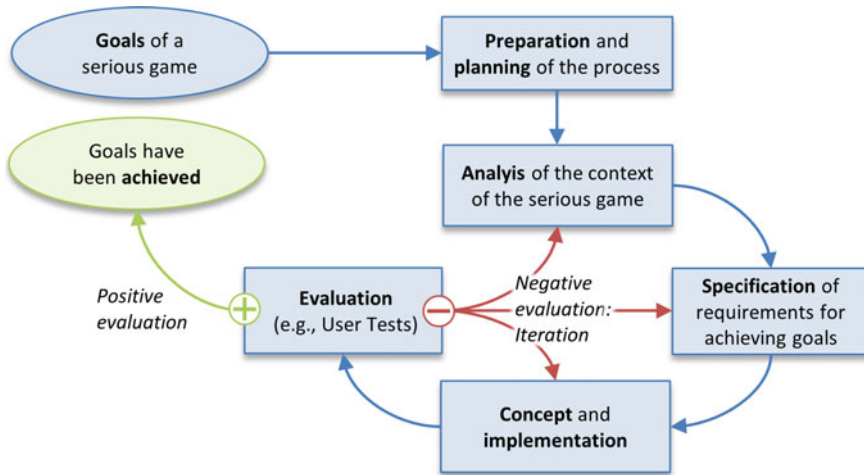 Goals of a
serious game
Preparation and
planning of the process
Goals have
been achieved
Analyis of the context
of the serious game
Positive
evaluation
Evaluation
(e.g., User Tests)
Negative
evaluation:
Iteration
Specification of
requirements for
achieving goals
Concept and
implementation